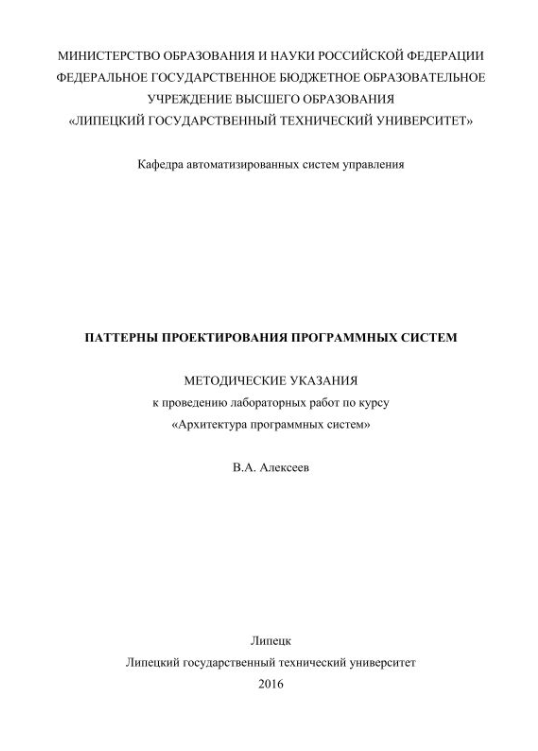 МИНИСТЕРСТВО ОБРАЗОВАНИЯ И НАУКИ РОССИЙСКОЙ ФЕДЕРАЦИИ
ФЕДЕРАЛЬНОЕ ГОСУДАРСТВЕННОЕ БЮДЖЕТНОЕ ОБРАЗОВАТЕЛЬНОЕ
УЧРЕЖДЕНИЕ ВЫСШЕГО ОБРАЗОВАНИЯ
«ЛИПЕЦКИЙ ГОСУДАРСТВЕННЫЙ ТЕХНИЧЕСКИЙ УНИВЕРСИТЕТ»
Кафедра автоматизированных систем управления
ПАТТЕРНЫ ПРОЕКТИРОВАНИЯ ПРОГРАММНЫХ СИСТЕМ
МЕТОДИЧЕСКИЕ УКАЗАНИЯ
к проведению лабораторных работ по курсу
«Архитектура программных систем»
В.А. Алексеев
Липецк
Липецкий государственный технический университет
2016